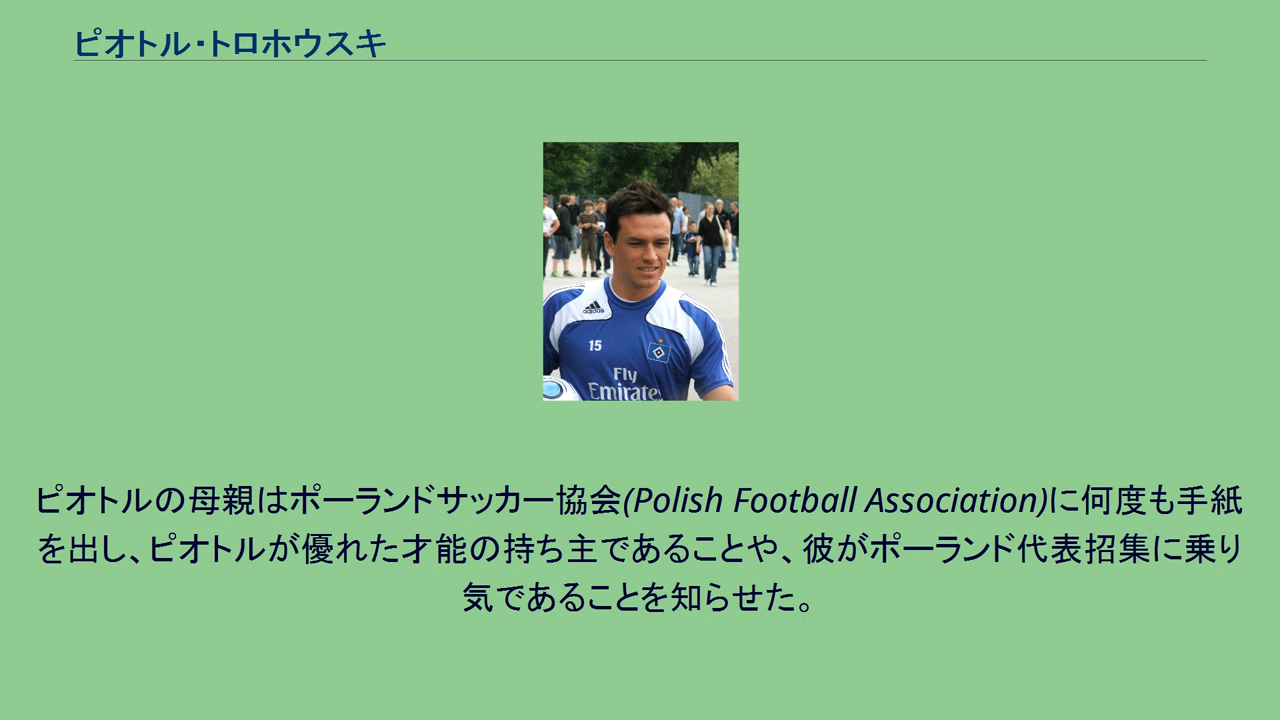 ピオトル・トロホウスキ
adidas
15
Fly
Emirates
ピオトルの母親はポーランドサッカー協会(Polish Football Association)に何度も手紙
を出し、ピオトルが優れた才能の持ち主であることや、彼がポーランド代表招集に乗り
気であることを知らせた。